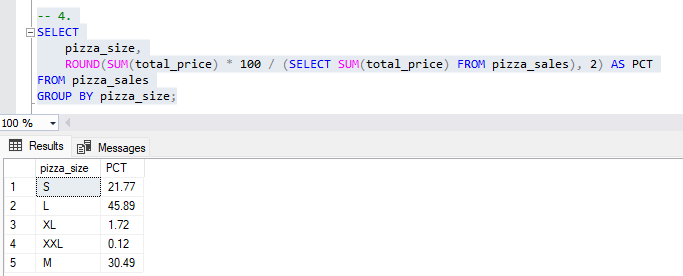 -- 4.
SELECT
pizza_size,
ROUND(SUM(total_price) * 100 / (SELECT SUM(total_price) FROM pizza_sales), 2) AS PCT
FROM pizza_sales
GROUP BY pizza_size;
100 %
Results Messages
pizza_size PCT
1 S 21.77
2 L 45.89
3 XL 1.72
4 XXL 0.12
5 M 30.49